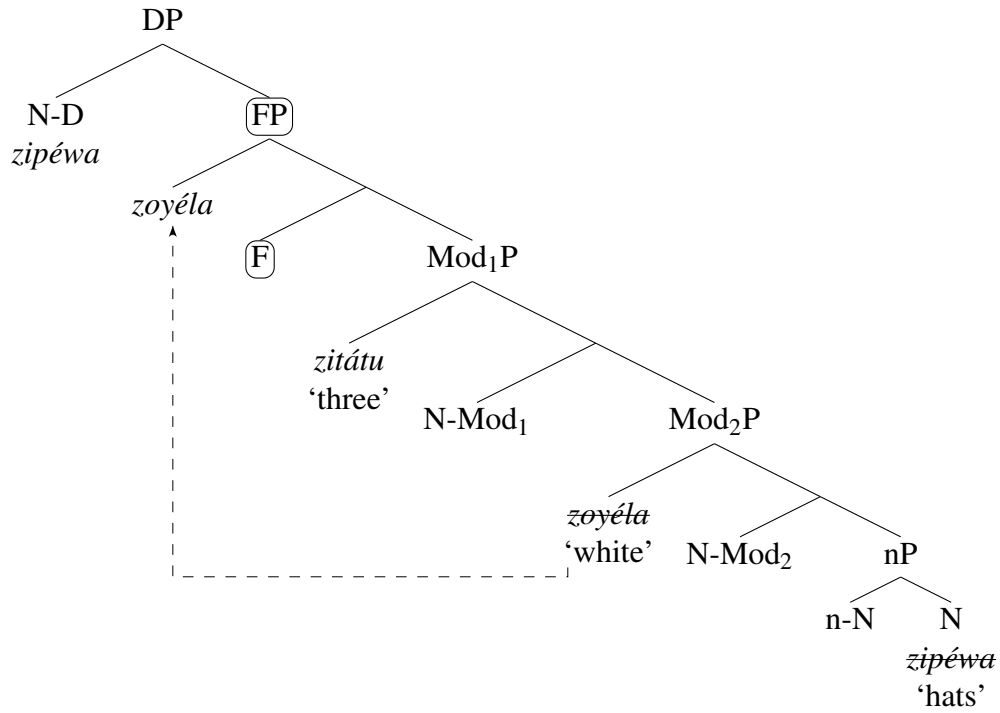 DP
N-D FP
zipéwa
zoyéla
F Mod₁P
zitátu
‘three’
N-Mod₁ Mod₂P
zoyéla
‘white’ N-Mod₂ nP
n-N N
zipéwa
‘hats’